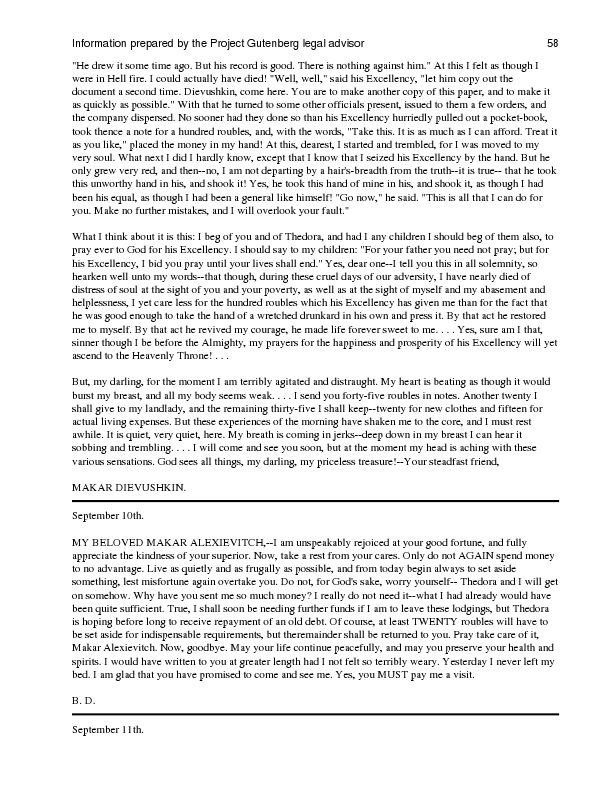 Information prepared by the Project Gutenberg legal advisor 58
"He drew it some time ago. But his record is good. There is nothing against him." At this I felt as though I
were in Hell fire. I could actually have died! "Well, well," said his Excellency, "let him copy out the
document a second time. Dievushkin, come here. You are to make another copy of this paper, and to make it
as quickly as possible." With that he turned to some other officials present, issued to them a few orders, and
the company dispersed. No sooner had they done so than his Excellency hurriedly pulled out a pocket-book,
took thence a note for a hundred roubles, and, with the words, "Take this. It is as much as I can afford. Treat it
as you like," placed the money in my hand! At this, dearest, I started and trembled, for I was moved to my
very soul. What next I did I hardly know, except that I know that I seized his Excellency by the hand. But he
only grew very red, and then--no, I am not departing by a hair's-breadth from the truth--it is true-- that he took
this unworthy hand in his, and shook it! Yes, he took this hand of mine in his, and shook it, as though I had
been his equal, as though I had been a general like himself! "Go now," he said. "This is all that I can do for
you. Make no further mistakes, and I will overlook your fault."
What I think about it is this: I beg of you and of Thedora, and had I any children I should beg of them also, to
pray ever to God for his Excellency. I should say to my children: "For your father you need not pray; but for
his Excellency, I bid you pray until your lives shall end." Yes, dear one--I tell you this in all solemnity, so
hearken well unto my words--that though, during these cruel days of our adversity, I have nearly died of
distress of soul at the sight of you and your poverty, as well as at the sight of myself and my abasement and
helplessness, I yet care less for the hundred roubles which his Excellency has given me than for the fact that
he was good enough to take the hand of a wretched drunkard in his own and press it. By that act he restored
me to myself. By that act he revived my courage, he made life forever sweet to me. . . . Yes, sure am I that,
sinner though I be before the Almighty, my prayers for the happiness and prosperity of his Excellency will yet
ascend to the Heavenly Throne! . . .
But, my darling, for the moment I am terribly agitated and distraught. My heart is beating as though it would
burst my breast, and all my body seems weak. . . . I send you forty-five roubles in notes. Another twenty I
shall give to my landlady, and the remaining thirty-five I shall keep--twenty for new clothes and fifteen for
actual living expenses. But these experiences of the morning have shaken me to the core, and I must rest
awhile. It is quiet, very quiet, here. My breath is coming in jerks--deep down in my breast I can hear it
sobbing and trembling. . . . I will come and see you soon, but at the moment my head is aching with these
various sensations. God sees all things, my darling, my priceless treasure!--Your steadfast friend,
MAKAR DIEVUSHKIN.
September 10th.
MY BELOVED MAKAR ALEXIEVITCH,--I am unspeakably rejoiced at your good fortune, and fully
appreciate the kindness of your superior. Now, take a rest from your cares. Only do not AGAIN spend money
to no advantage. Live as quietly and as frugally as possible, and from today begin always to set aside
something, lest misfortune again overtake you. Do not, for God's sake, worry yourself-- Thedora and I will get
on somehow. Why have you sent me so much money? I really do not need it--what I had already would have
been quite sufficient. True, I shall soon be needing further funds if I am to leave these lodgings, but Thedora
is hoping before long to receive repayment of an old debt. Of course, at least TWENTY roubles will have to
be set aside for indispensable requirements, but theremainder shall be returned to you. Pray take care of it,
Makar Alexievitch. Now, goodbye. May your life continue peacefully, and may you preserve your health and
spirits. I would have written to you at greater length had I not felt so terribly weary. Yesterday I never left my
bed. I am glad that you have promised to come and see me. Yes, you MUST pay me a visit.
B. D.
September 11th.